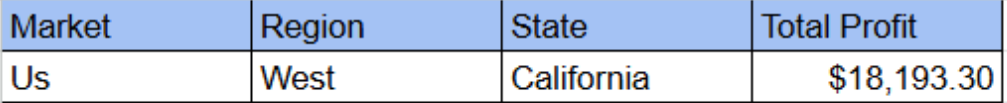 Market Region State Total Profit
Us West California $18,193.30